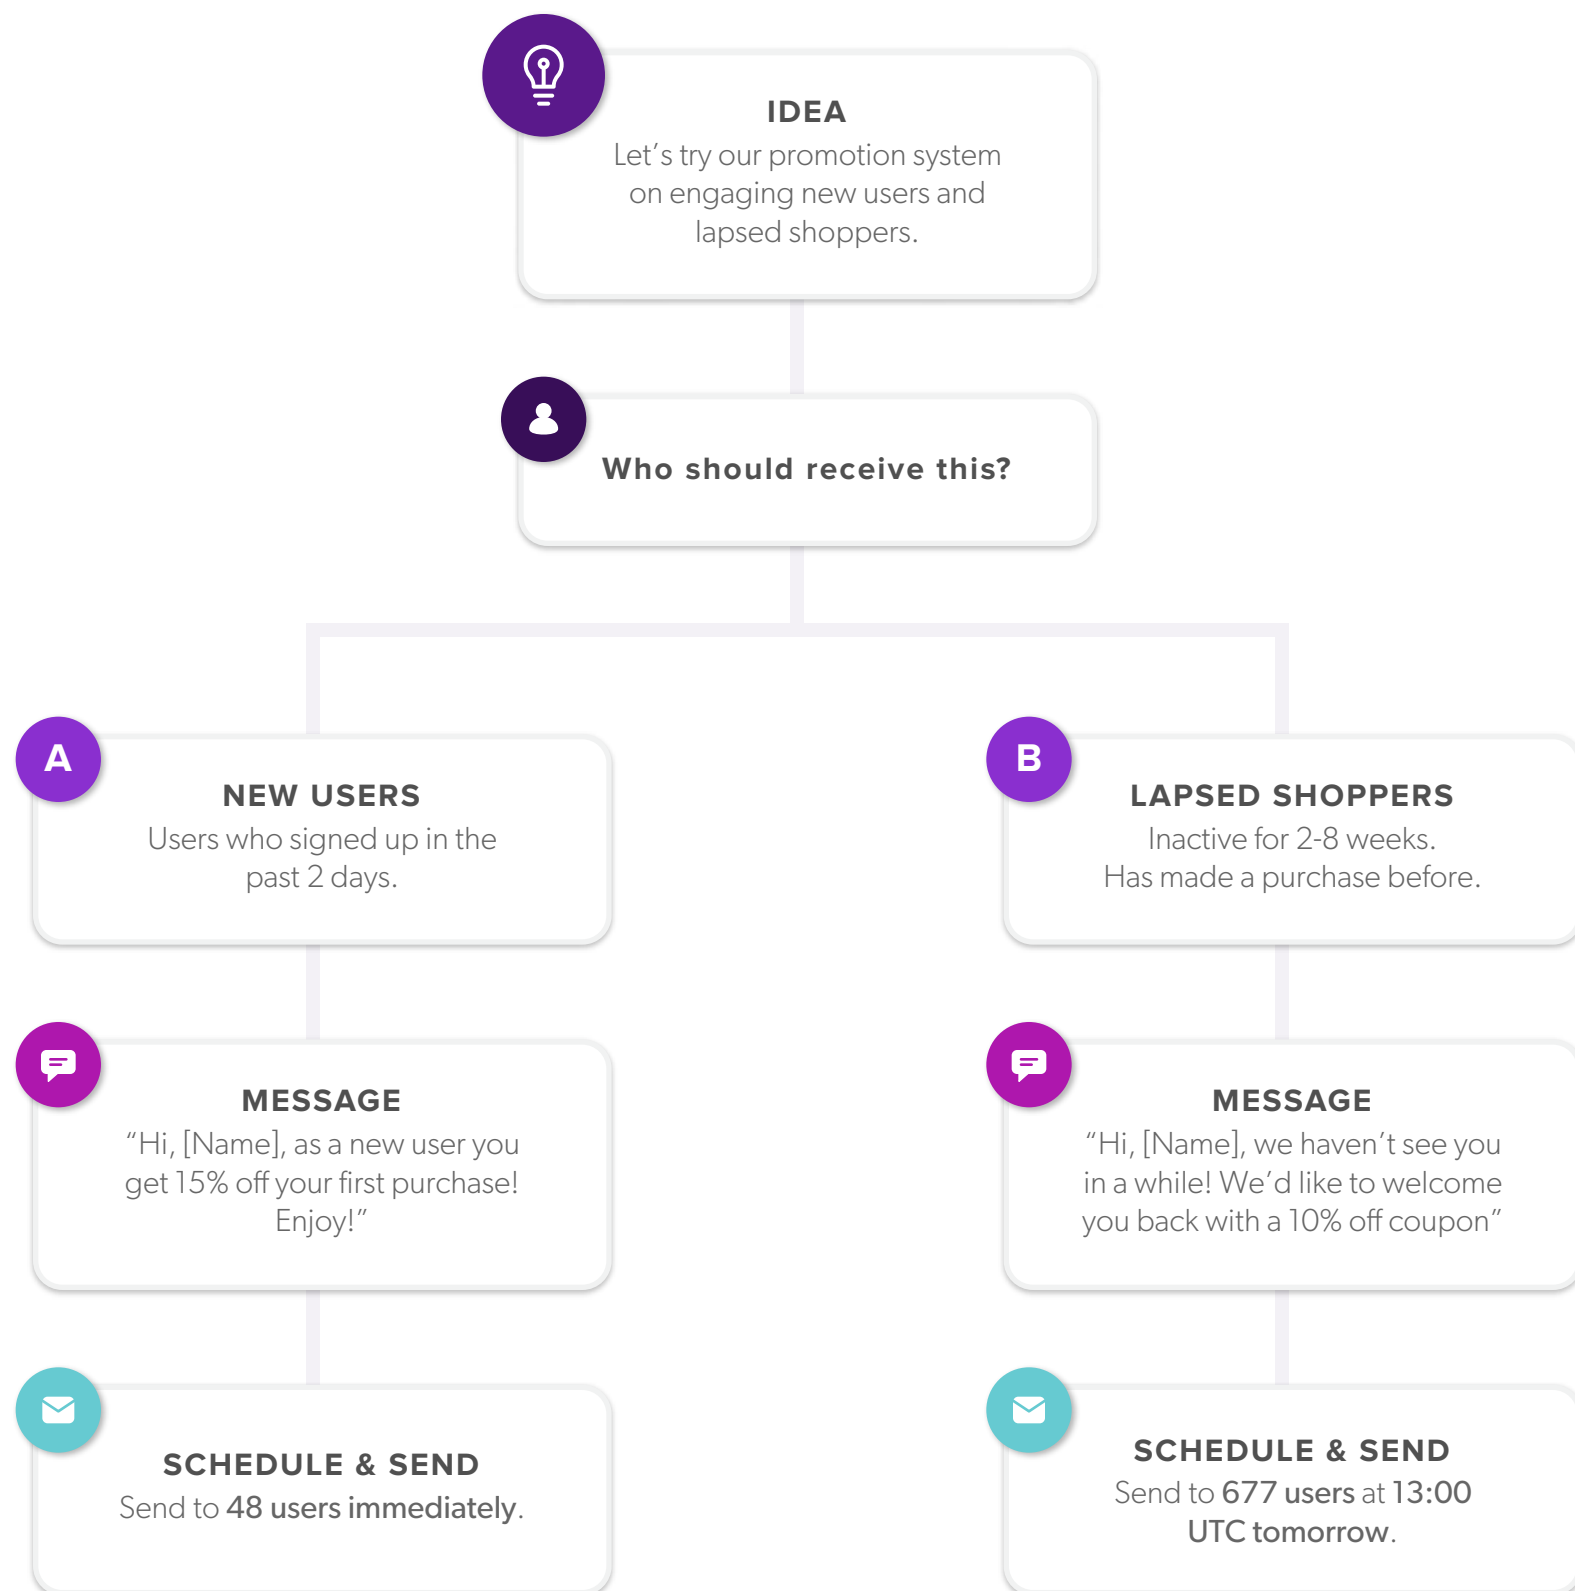 IDEA
Let's try our promotion system
on engaging new users and
lapsed shoppers.
Who should receive this?
A
NEW USERS
Users who signed up in the
past 2 days.
MESSAGE
“Hi, [Name], as a new user you
get 15% off your first purchase!
Enjoy!”
SCHEDULE & SEND
Send to 48 users immediately.
B
LAPSED SHOPPERS
Inactive for 2-8 weeks.
Has made a purchase before.
MESSAGE
“Hi, [Name], we haven’t see you
in a while! We’d like to welcome
you back with a 10% off coupon”
SCHEDULE & SEND
Send to 677 users at 13:00
UTC tomorrow.